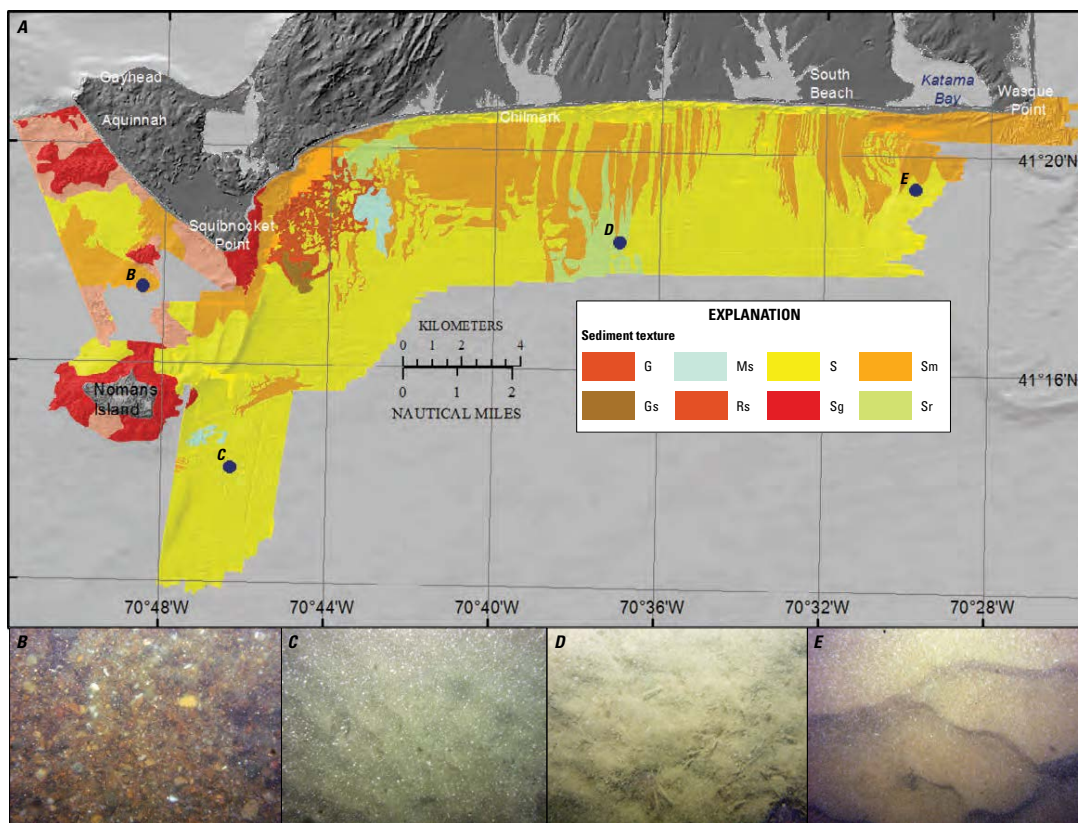 A
Gayhead
Aquinnah
Squibnocket
Point
Chilmark
South
Beach
Katama
Bay
Wasque
Point
41°20'N
E
D
B
KILOMETERS
0 1 2 4
0 1 2
NAUTICAL MILES
Nomans
Island
C
41°16'N
EXPLANATION
Sediment texture
G Ms S Sm
Gs Rs Sg Sr
70°48'W 70°44'W 70°40'W 70°36'W 70°32'W 70°28'W
B C D E